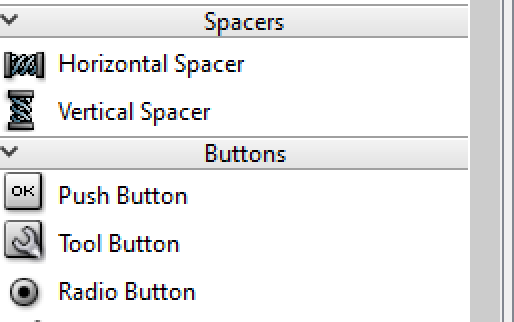 Spacers
Horizontal Spacer
Vertical Spacer
Buttons
OK
Push Button
Tool Button
Radio Button